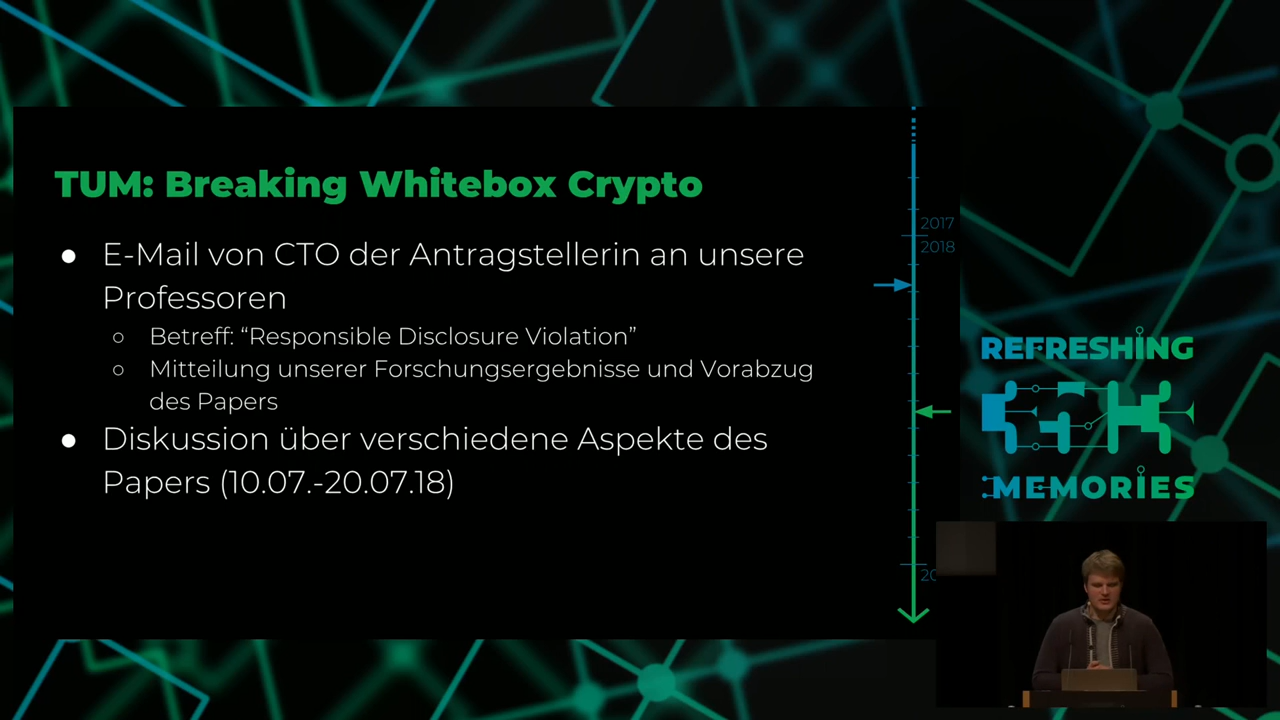 TUM: Breaking Whitebox Crypto
● E-Mail von CTO der Antragstellerin an unsere
Professoren
○ Betreff: “Responsible Disclosure Violation”
○ Mitteilung unserer Forschungsergebnisse und Vorabzug
des Papers
● Diskussion über verschiedene Aspekte des
Papers (10.07.-20.07.18)
2017
2018
20
REFRESHING
35C3
MEMORIES